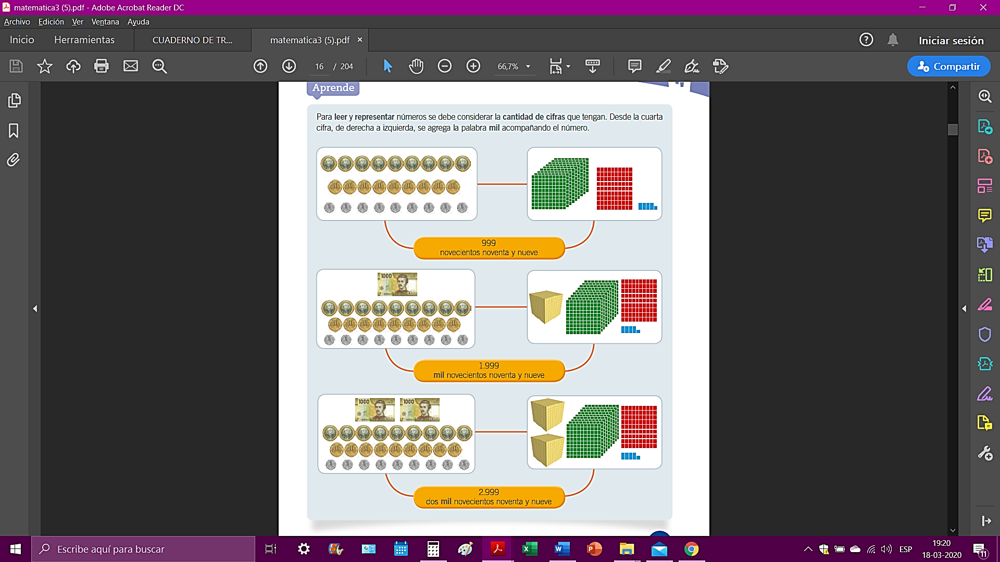 matematica3 (5).pdf - Adobe Acrobat Reader DC
Archivo Edición Ver Ventana Ayuda
Inicio Herramientas CUADERNO DE TR... matematica3 (5).pdf × Iniciar sesión
16 / 204 66,7% Compartir
Aprende
Para leer y representar números se debe considerar la cantidad de cifras que tengan. Desde la cuarta
cifra, de derecha a izquierda, se agrega la palabra mil acompañando el número.
999
novecientos noventa y nueve
1000
1.999
mil novecientos noventa y nueve
1000 1000
2.999
dos mil novecientos noventa y nueve
Escribe aquí para buscar
ESP
19:20
18-03-2020
11